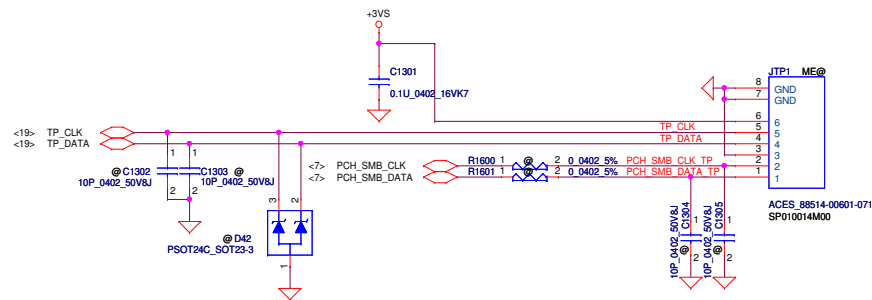 +3VS
C1301
0.1U_0402_16VK7
JTP1 ME@
8 GND
7 GND
6 6
5 5
4 4
3 3
2 2
1 1
ACES_88514-00601-071
SP010014M00
<19> TP_CLK
TP_CLK
<19> TP_DATA
TP_DATA
<7> PCH_SMB_CLK
R1600 1 @ 2 0_0402_5% PCH_SMB_CLK_TP
<7> PCH_SMB_DATA
R1601 1 @ 2 0_0402_5% PCH_SMB_DATA_TP
1 1
@ C1302 C1303 @
10P_0402_50V8J 10P_0402_50V8J
2 2
3 2
@ D42
PSOT24C_SOT23-3
1
10P_0402_50V8J C1304
1 @ 2
10P_0402_50V8J C1305
1 @ 2